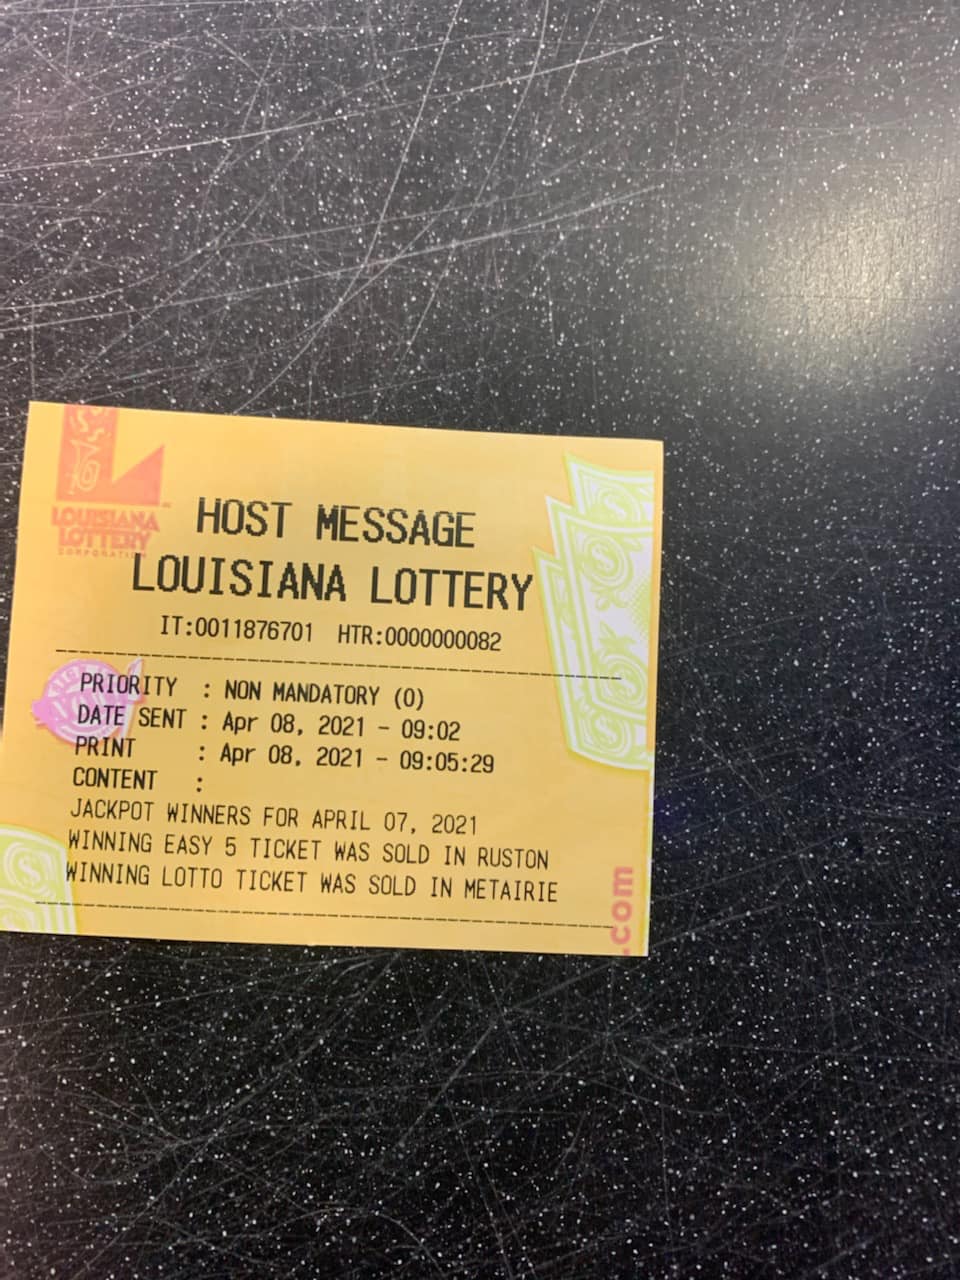 LOUISIANA
LOTTERY
CORPORATION
HOST MESSAGE
LOUISIANA LOTTERY
IT:0011876701 HTR:0000000082
PRIORITY : NON MANDATORY (0)
DATE SENT : Apr 08, 2021 - 09:02
PRINT : Apr 08, 2021 - 09:05:29
CONTENT :
JACKPOT WINNERS FOR APRIL 07, 2021
WINNING EASY 5 TICKET WAS SOLD IN RUSTON
WINNING LOTTO TICKET WAS SOLD IN METAIRIE
.com